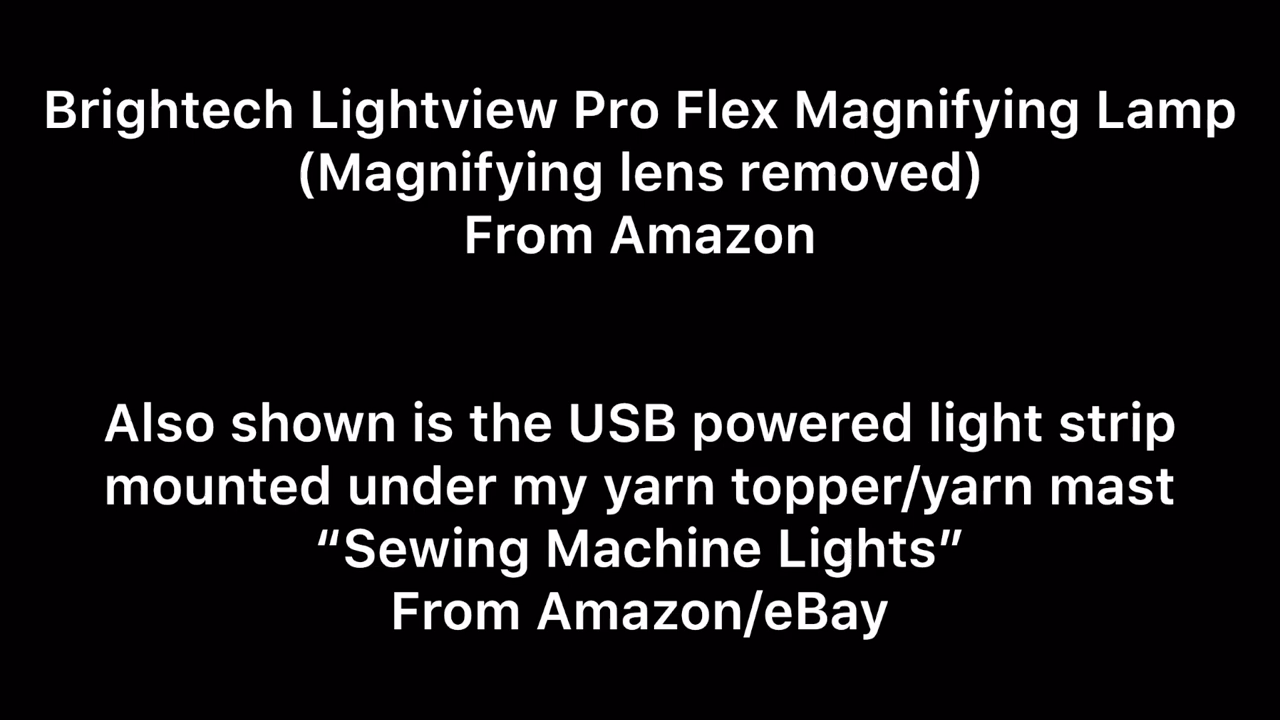 Brightech Lightview Pro Flex Magnifying Lamp
(Magnifying lens removed)
From Amazon
Also shown is the USB powered light strip
mounted under my yarn topper/yarn mast
“Sewing Machine Lights”
From Amazon/eBay